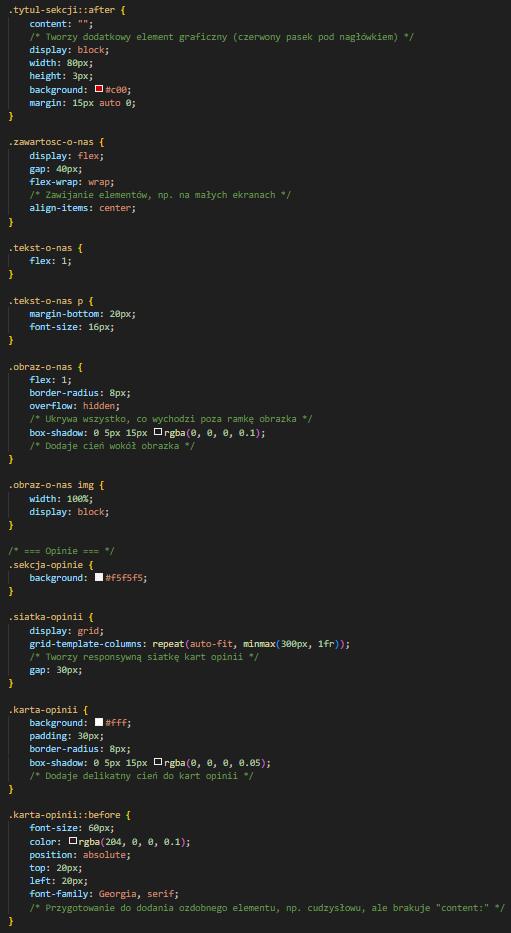 .tytul-sekcji::after {
    content: "";
    /* Tworzy dodatkowy element graficzny (czerwony pasek pod nagłówkiem) */
    display: block;
    width: 80px;
    height: 3px;
    background: #c00;
    margin: 15px auto 0;
}

.zawartosc-o-nas {
    display: flex;
    gap: 40px;
    flex-wrap: wrap;
    /* Zawijanie elementów, np. na małych ekranach */
    align-items: center;
}

.tekst-o-nas {
    flex: 1;
}

.tekst-o-nas p {
    margin-bottom: 20px;
    font-size: 16px;
}

.obraz-o-nas {
    flex: 1;
    border-radius: 8px;
    overflow: hidden;
    /* Ukrywa wszystko, co wychodzi poza ramkę obrazka */
    box-shadow: 0 5px 15px rgba(0, 0, 0, 0.1);
    /* Dodaje cień wokół obrazka */
}

.obraz-o-nas img {
    width: 100%;
    display: block;
}

/* === Opinie === */
.sekcja-opinie {
    background: #f5f5f5;
}

.siatka-opinii {
    display: grid;
    grid-template-columns: repeat(auto-fit, minmax(300px, 1fr));
    /* Tworzy responsywną siatkę kart opinii */
    gap: 30px;
}

.karta-opinii {
    background: #fff;
    padding: 30px;
    border-radius: 8px;
    box-shadow: 0 5px 15px rgba(0, 0, 0, 0.05);
    /* Dodaje delikatny cień do kart opinii */
}

.karta-opinii::before {
    font-size: 60px;
    color: rgba(204, 0, 0, 0.1);
    position: absolute;
    top: 20px;
    left: 20px;
    font-family: Georgia, serif;
    /* Przygotowanie do dodania ozdobnego elementu, np. cudzysłowu, ale brakuje "content:" */
}